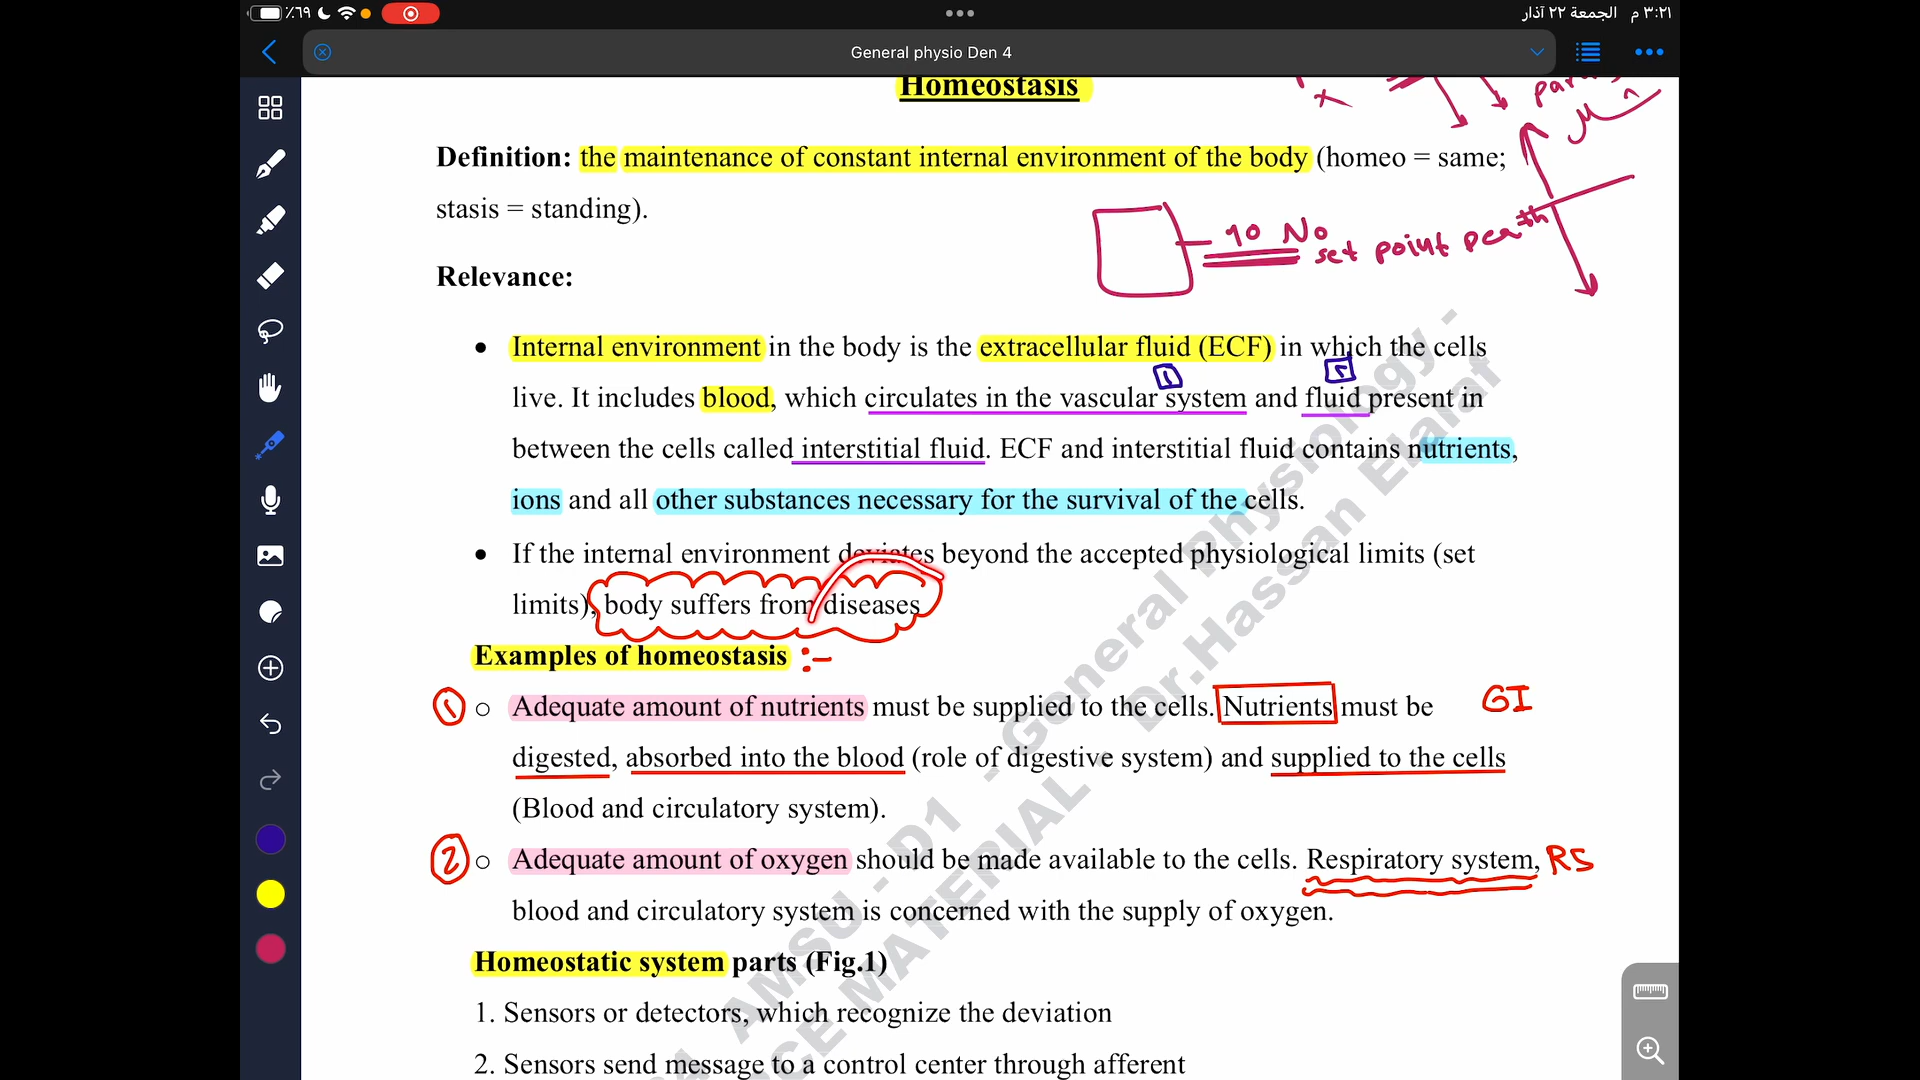 ٪٦٩
٣:٢١ م الجمعة ٢٢ آذار
General physio Den 4
Homeostasis
Definition: the maintenance of constant internal environment of the body (homeo = same;
stasis = standing).
10 No
set point
Relevance:
Internal environment in the body is the extracellular fluid (ECF) in which the cells
live. It includes blood, which circulates in the vascular system and fluid present in
between the cells called interstitial fluid. ECF and interstitial fluid contains nutrients,
ions and all other substances necessary for the survival of the cells.
If the internal environment deviates beyond the accepted physiological limits (set
limits), body suffers from diseases
Examples of homeostasis :-
1 Adequate amount of nutrients must be supplied to the cells. Nutrients must be GI
digested, absorbed into the blood (role of digestive system) and supplied to the cells
(Blood and circulatory system).
2 Adequate amount of oxygen should be made available to the cells. Respiratory system, RS
blood and circulatory system is concerned with the supply of oxygen.
Homeostatic system parts (Fig.1)
1. Sensors or detectors, which recognize the deviation
2. Sensors send message to a control center through afferent
AMSU - D1 - General Physiology -
MATERIAL - Dr.Hassan Elaraf